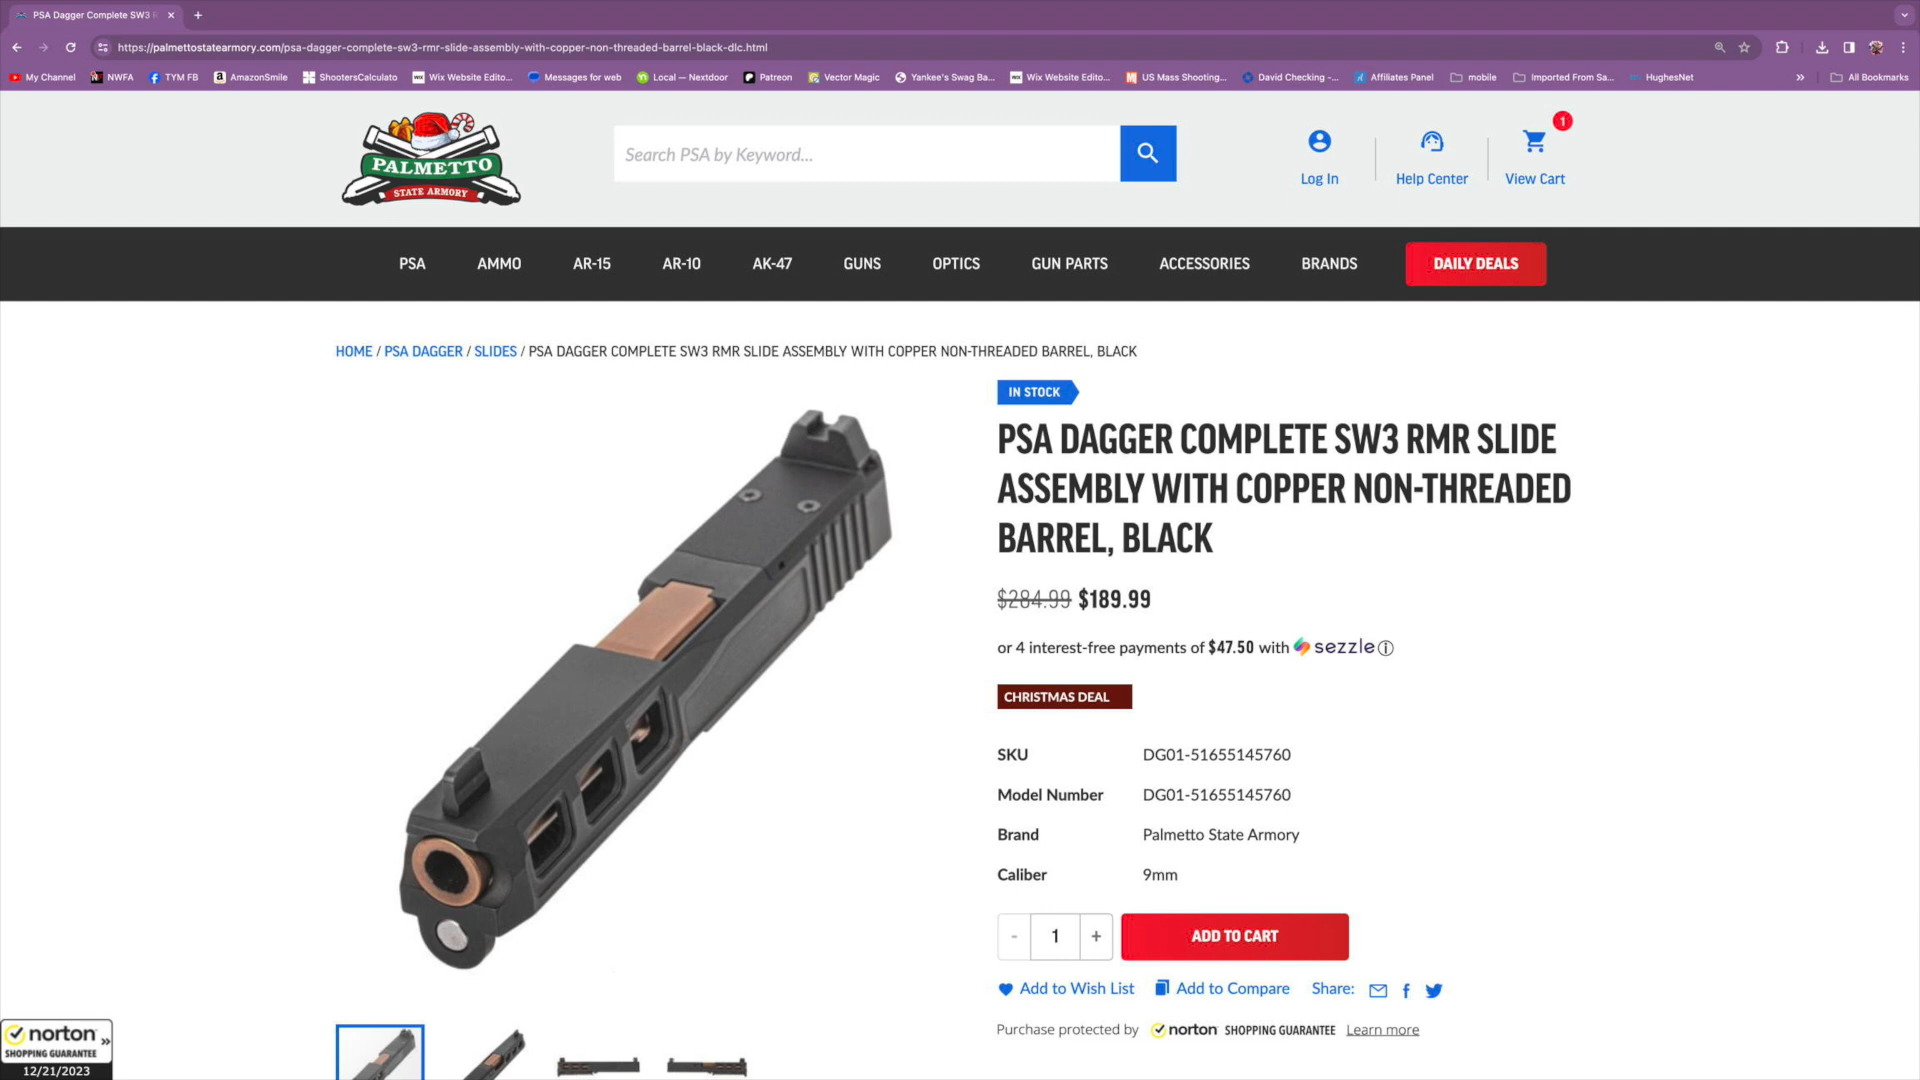 PSA Dagger Complete SW3 R
https://palmettostatearmory.com/psa-dagger-complete-sw3-rmr-slide-assembly-with-copper-non-threaded-barrel-black-dlc.html
My Channel NWFA TYM FB AmazonSmile ShootersCalculato Wix Website Edito... Messages for web Local — Nextdoor Patreon Vector Magic Yankee's Swag Ba... Wix Website Edito... US Mass Shooting... David Checking -... Affiliates Panel mobile Imported From Sa... HughesNet » All Bookmarks
PALMETTO
STATE ARMORY
Search PSA by Keyword...
1
Log In Help Center View Cart
PSA AMMO AR-15 AR-10 AK-47 GUNS OPTICS GUN PARTS ACCESSORIES BRANDS DAILY DEALS
HOME / PSA DAGGER / SLIDES / PSA DAGGER COMPLETE SW3 RMR SLIDE ASSEMBLY WITH COPPER NON-THREADED BARREL, BLACK
IN STOCK
PSA DAGGER COMPLETE SW3 RMR SLIDE
ASSEMBLY WITH COPPER NON-THREADED
BARREL, BLACK
$284.99 $189.99
or 4 interest-free payments of $47.50 with sezzle
CHRISTMAS DEAL
SKU DG01-51655145760
Model Number DG01-51655145760
Brand Palmetto State Armory
Caliber 9mm
- 1 + ADD TO CART
Add to Wish List Add to Compare Share:
Purchase protected by norton SHOPPING GUARANTEE Learn more
norton »
SHOPPING GUARANTEE
12/21/2023